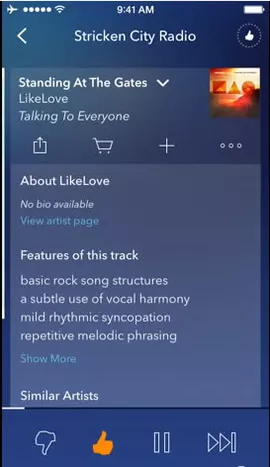 9:41 AM
Stricken City Radio
Standing At The Gates
LikeLove
Talking To Everyone
About LikeLove
No bio available
View artist page
Features of this track
basic rock song structures
a subtle use of vocal harmony
mild rhythmic syncopation
repetitive melodic phrasing
Show More
Similar Artists